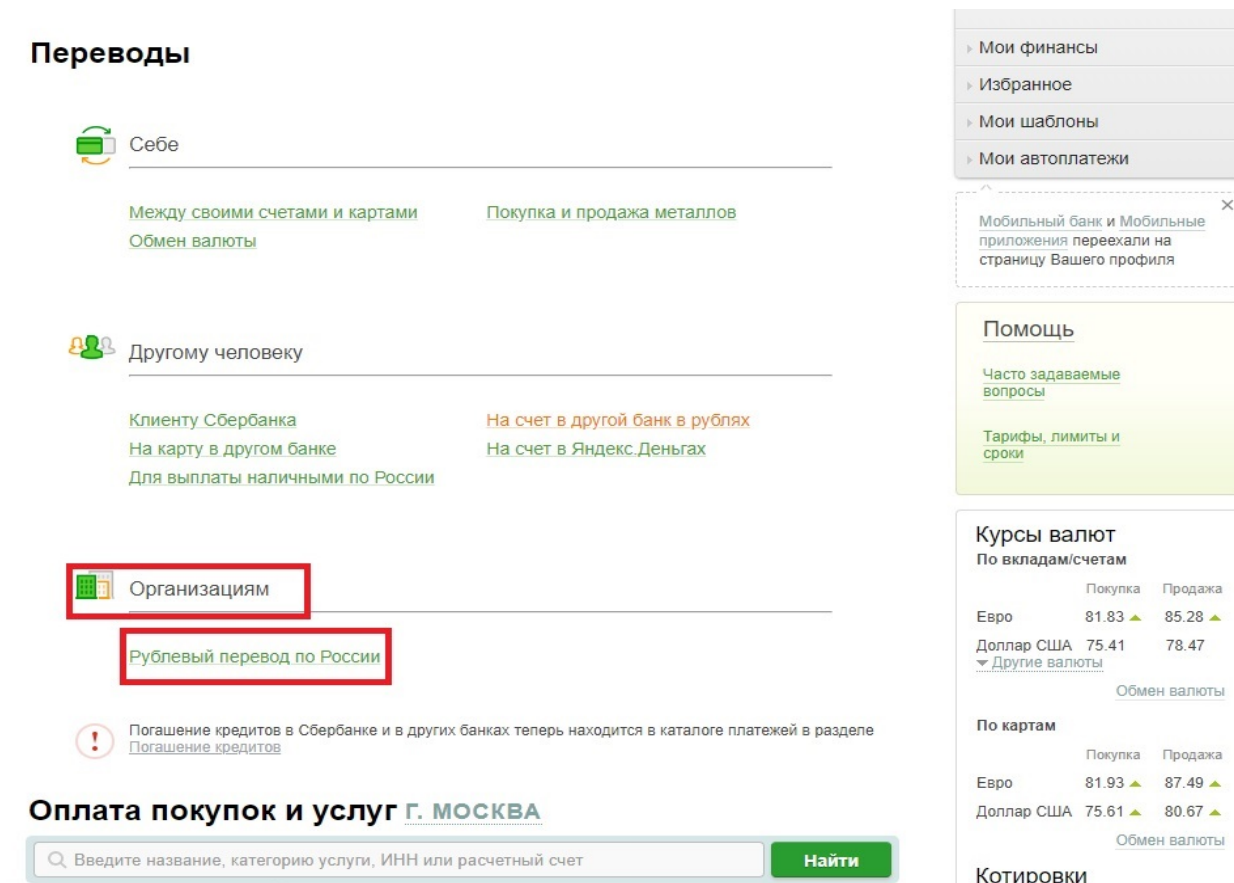 Переводы
Себе
Между своими счетами и картами
Покупка и продажа металлов
Обмен валюты
Другому человеку
Клиенту Сбербанка
На счет в другой банк в рублях
На карту в другом банке
На счет в Яндекс.Деньгах
Для выплаты наличными по России
Организациям
Рублевый перевод по России
Погашение кредитов в Сбербанке и в других банках теперь находится в каталоге платежей в разделе
Погашение кредитов
Оплата покупок и услуг г. МОСКВА
Введите название, категорию услуги, ИНН или расчетный счет
Найти
Мои финансы
Избранное
Мои шаблоны
Мои автоплатежи
Мобильный банк и Мобильные
приложения переехали на
страницу Вашего профиля
Помощь
Часто задаваемые
вопросы
Тарифы, лимиты и
сроки
Курсы валют
По вкладам/счетам
Покупка Продажа
Евро 81.83 85.28
Доллар США 75.41 78.47
Другие валюты
Обмен валюты
По картам
Покупка Продажа
Евро 81.93 87.49
Доллар США 75.61 80.67
Обмен валюты
Котировки